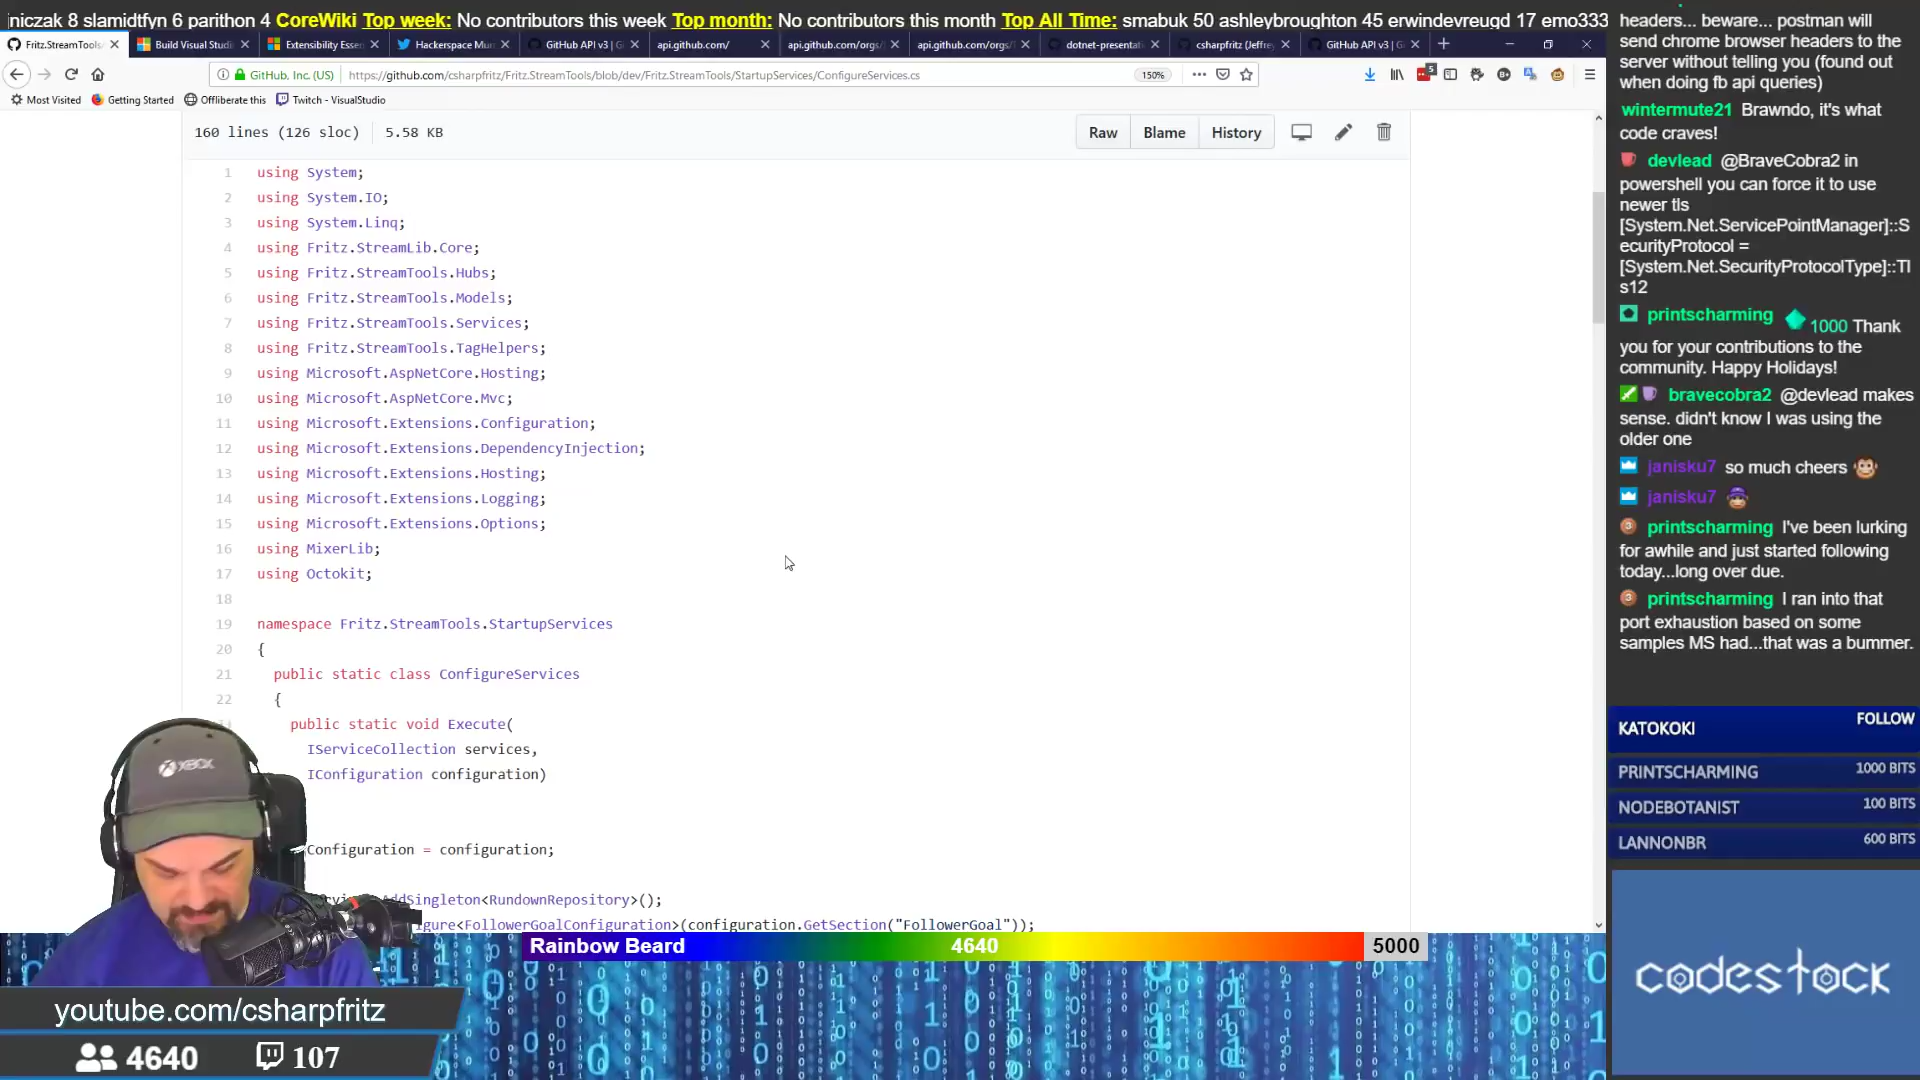 niczak 8 slamidtfyn 6 parithon 4 CoreWiki Top week: No contributors this week Top month: No contributors this month Top All Time: smabuk 50 ashleybroughton 45 erwindevreugd 17 emo333
Fritz.StreamTools/
Build Visual Studi
Extensibility Esse
Hackerspace Mun
GitHub API v3 | G
api.github.com/
api.github.com/orgs/
api.github.com/orgs/
dotnet-presentati
csharpfritz (Jeffrey
GitHub API v3 | G
GitHub, Inc. (US)
https://github.com/csharpfritz/Fritz.StreamTools/blob/dev/Fritz.StreamTools/StartupServices/ConfigureServices.cs
150%
5
Most Visited
Getting Started
Offliberate this
Twitch - VisualStudio
160 lines (126 sloc)
5.58 KB
Raw
Blame
History
1 using System;
2 using System.IO;
3 using System.Linq;
4 using Fritz.StreamLib.Core;
5 using Fritz.StreamTools.Hubs;
6 using Fritz.StreamTools.Models;
7 using Fritz.StreamTools.Services;
8 using Fritz.StreamTools.TagHelpers;
9 using Microsoft.AspNetCore.Hosting;
10 using Microsoft.AspNetCore.Mvc;
11 using Microsoft.Extensions.Configuration;
12 using Microsoft.Extensions.DependencyInjection;
13 using Microsoft.Extensions.Hosting;
14 using Microsoft.Extensions.Logging;
15 using Microsoft.Extensions.Options;
16 using MixerLib;
17 using Octokit;
18
19 namespace Fritz.StreamTools.StartupServices
20 {
21 public static class ConfigureServices
22 {
public static void Execute(
IServiceCollection services,
IConfiguration configuration)
Configuration = configuration;
AddSingleton<RundownRepository>();
gure<FollowerGoalConfiguration>(configuration.GetSection("FollowerGoal"));
XBOX
Rainbow Beard
4640
5000
youtube.com/csharpfritz
4640
107
headers... beware... postman will
send chrome browser headers to the
server without telling you (found out
when doing fb api queries)
wintermute21 Brawndo, it's what
code craves!
devlead @BraveCobra2 in
powershell you can force it to use
newer tls
[System.Net.ServicePointManager]::S
ecurityProtocol =
[System.Net.SecurityProtocolType]::Tl
s12
printscharming 1000 Thank
you for your contributions to the
community. Happy Holidays!
bravecobra2 @devlead makes
sense. didn't know I was using the
older one
janisku7 so much cheers
janisku7
printscharming I've been lurking
for awhile and just started following
today...long over due.
printscharming I ran into that
port exhaustion based on some
samples MS had...that was a bummer.
KATOKOKI
FOLLOW
PRINTSCHARMING
1000 BITS
NODEBOTANIST
100 BITS
LANNONBR
600 BITS
codestock